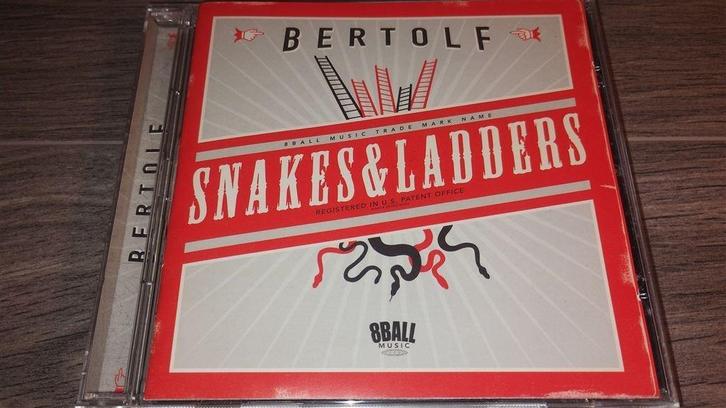 BERTOLF
BERTOLF
8BALL MUSIC TRADE MARK NAME
SNAKES&LADDERS
REGISTERED IN U.S. PATENT OFFICE
8BALL
MUSIC